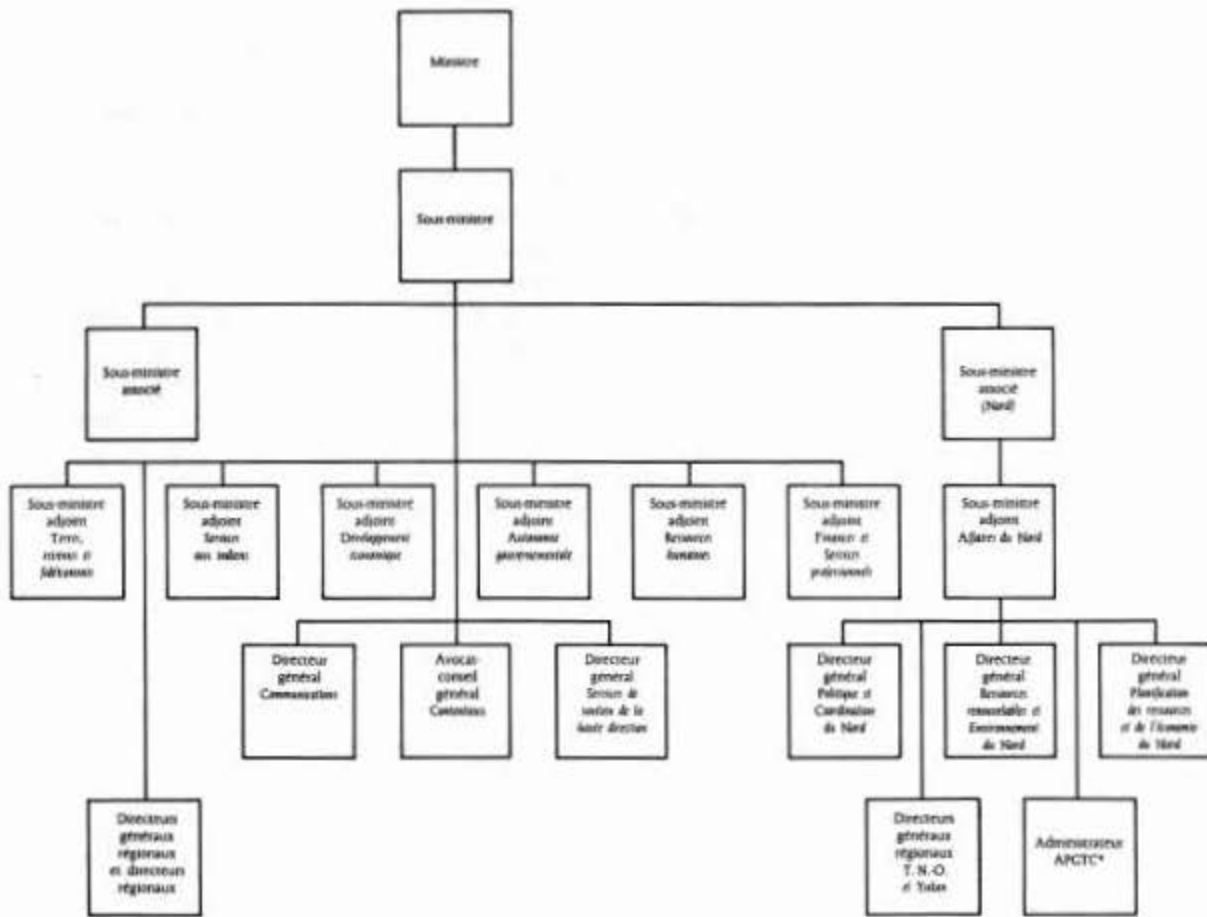 Ministre
Sous-ministre
Sous-ministre
associé
Sous-ministre
associé
(Nord)
Sous-ministre
adjoint
Terre,
revenus et
fidéicommis
Sous-ministre
adjoint
Services
aux indiens
Sous-ministre
adjoint
Développement
économique
Sous-ministre
adjoint
Autonomie
gouvernementale
Sous-ministre
adjoint
Ressources
humaines
Sous-ministre
adjoint
Finances et
Services
professionnels
Sous-ministre
adjoint
Affaires du Nord
Directeur
général
Communications
Avocat-
conseil
général
Contentieux
Directeur
général
Services de
soutien de la
haute direction
Directeur
général
Politique et
Coordination
du Nord
Directeur
général
Ressources
renouvelables et
Environnement
du Nord
Directeur
général
Planification
des ressources
et de l'économie
du Nord
Directeurs
généraux
régionaux
et directeurs
régionaux
Directeurs
généraux
régionaux
T. N.-O.
et Yukon
Administrateur
APGTC*